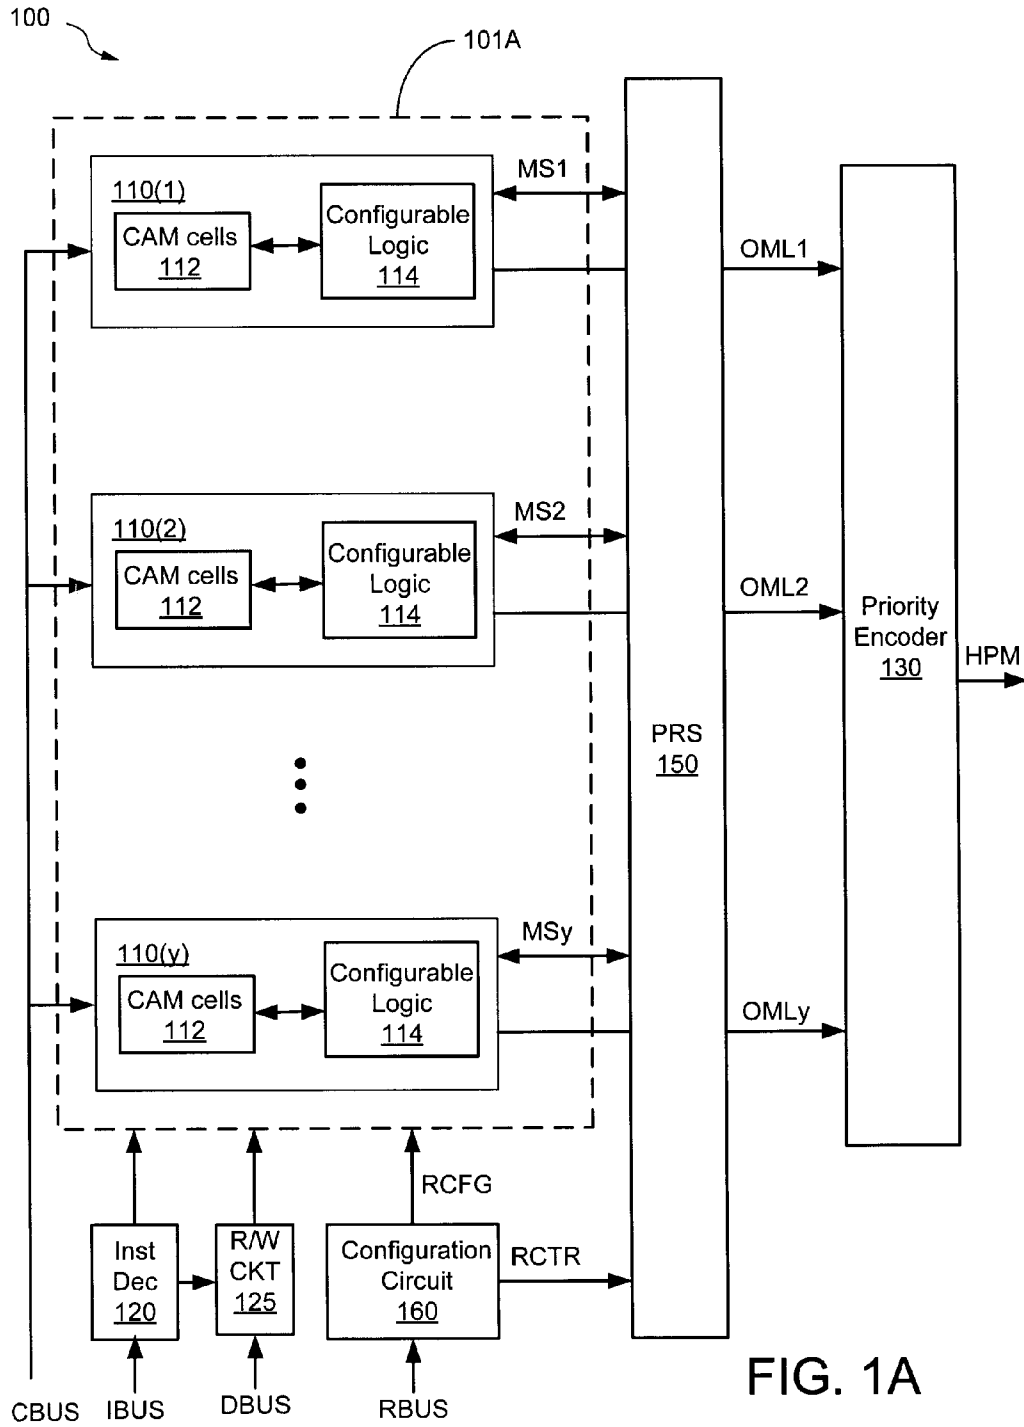 100
101A
110(1)
CAM cells
112
Configurable
Logic
114
MS1
OML1
110(2)
CAM cells
112
Configurable
Logic
114
MS2
OML2
Priority
Encoder
130
HPM
PRS
150
110(y)
CAM cells
112
Configurable
Logic
114
MSy
OMLy
RCFG
Inst
Dec
120
R/W
CKT
125
Configuration
Circuit
160
RCTR
CBUS
IBUS
DBUS
RBUS
FIG. 1A